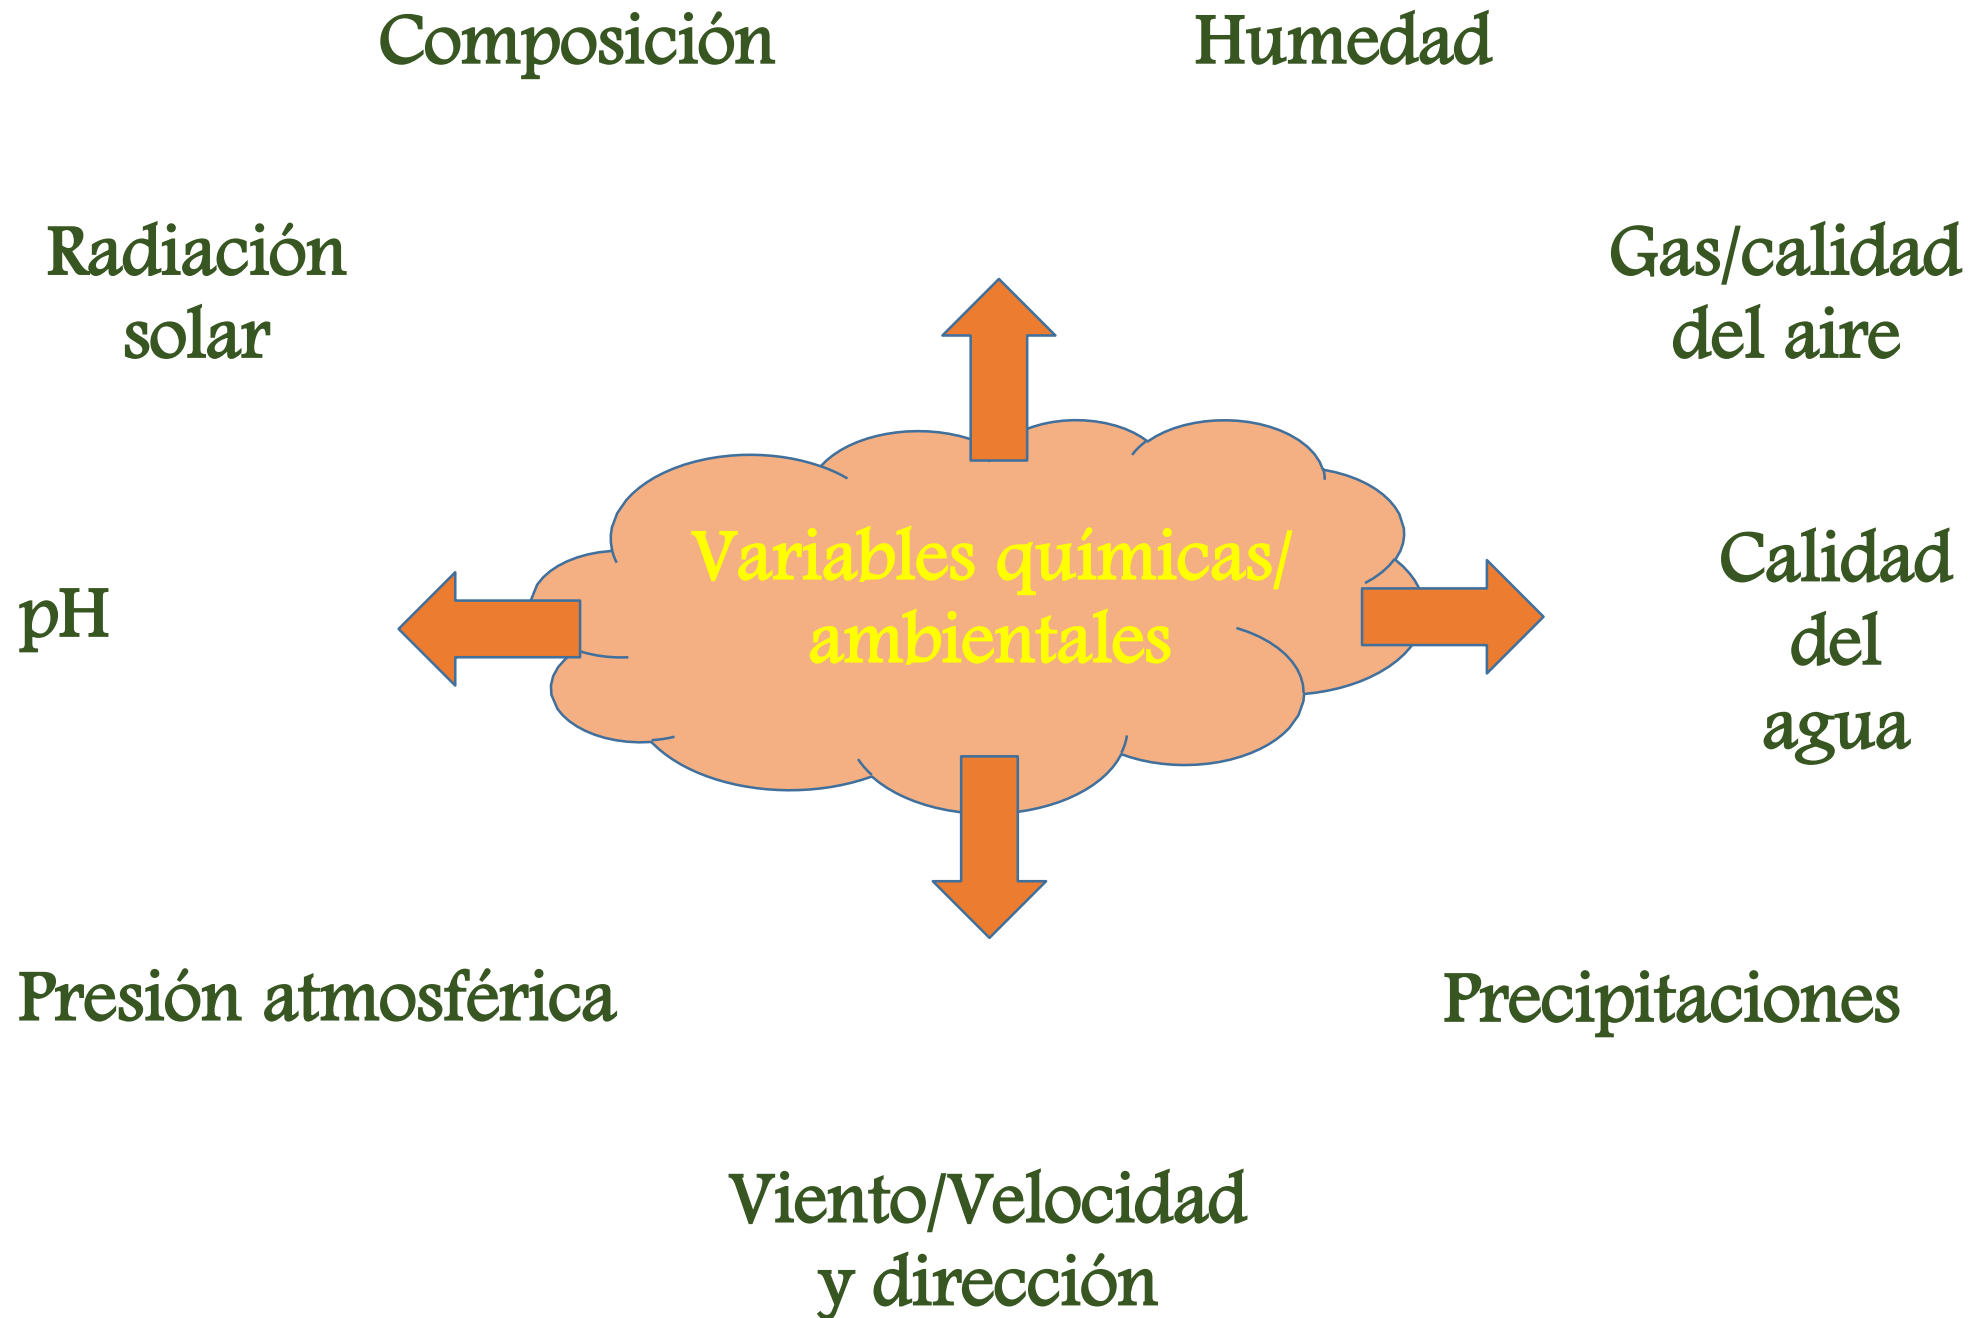 Composición
Humedad
Radiación
solar
Gas/calidad
del aire
Variables químicas/
ambientales
pH
Calidad
del
agua
Presión atmosférica
Precipitaciones
Viento/Velocidad
y dirección